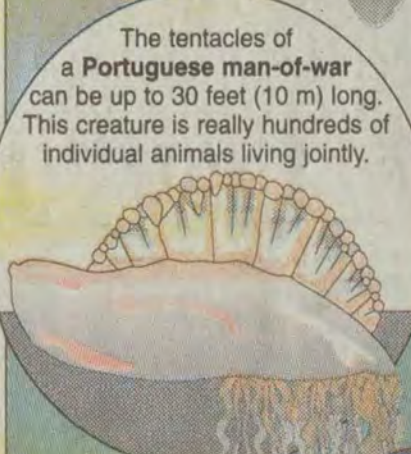 The tentacles of
a Portuguese man-of-war
can be up to 30 feet (10 m) long.
This creature is really hundreds of
individual animals living jointly.